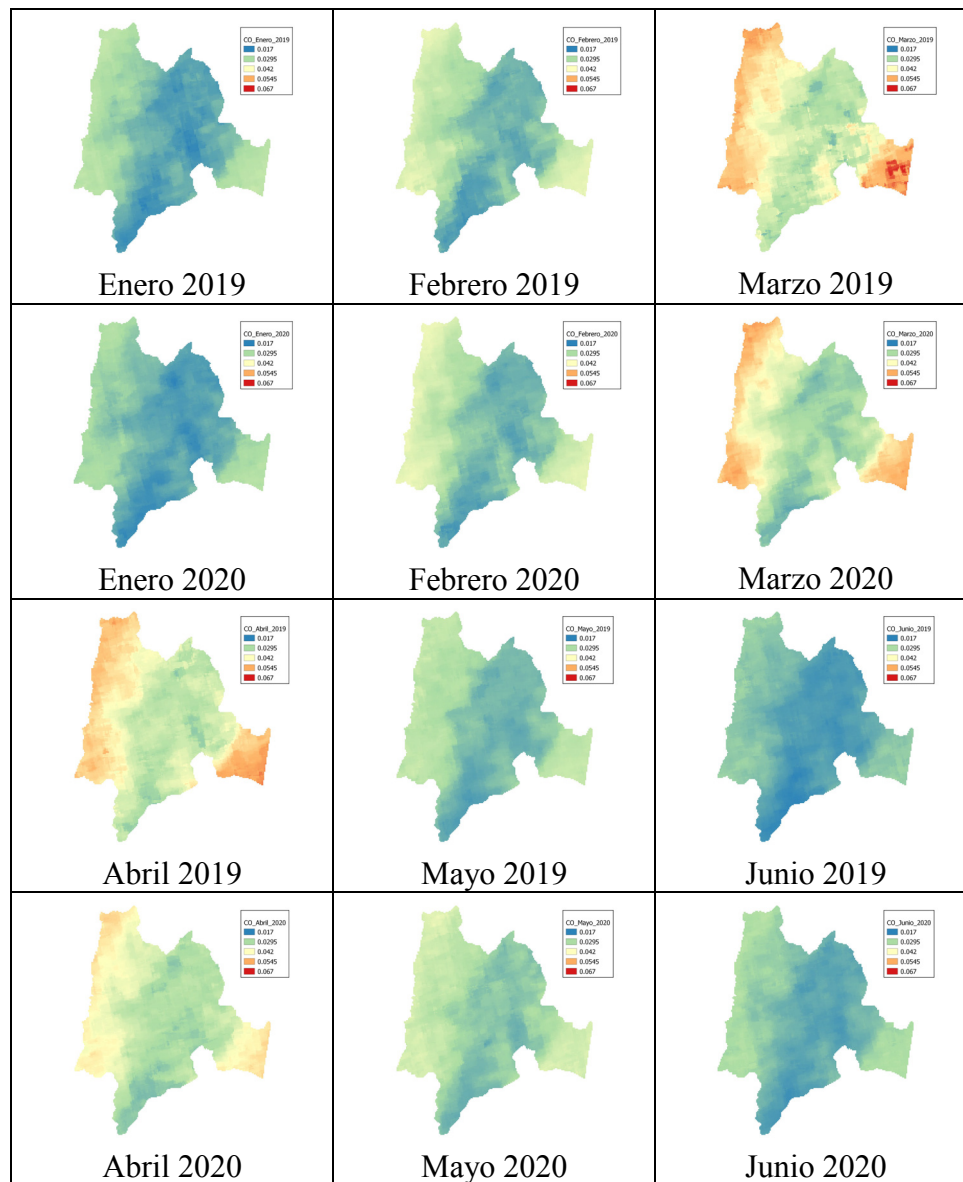 CO_Enero_2019
0.017
0.0295
0.042
0.0545
0.067
Enero 2019
CO_Febrero_2019
0.017
0.0295
0.042
0.0545
0.067
Febrero 2019
CO_Marzo_2019
0.017
0.0295
0.042
0.0545
0.067
Marzo 2019
CO_Enero_2020
0.017
0.0295
0.042
0.0545
0.067
Enero 2020
CO_Febrero_2020
0.017
0.0295
0.042
0.0545
0.067
Febrero 2020
CO_Marzo_2020
0.017
0.0295
0.042
0.0545
0.067
Marzo 2020
CO_Abril_2019
0.017
0.0295
0.042
0.0545
0.067
Abril 2019
CO_Mayo_2019
0.017
0.0295
0.042
0.0545
0.067
Mayo 2019
CO_Junio_2019
0.017
0.0295
0.042
0.0545
0.067
Junio 2019
CO_Abril_2020
0.017
0.0295
0.042
0.0545
0.067
Abril 2020
CO_Mayo_2020
0.017
0.0295
0.042
0.0545
0.067
Mayo 2020
CO_Junio_2020
0.017
0.0295
0.042
0.0545
0.067
Junio 2020